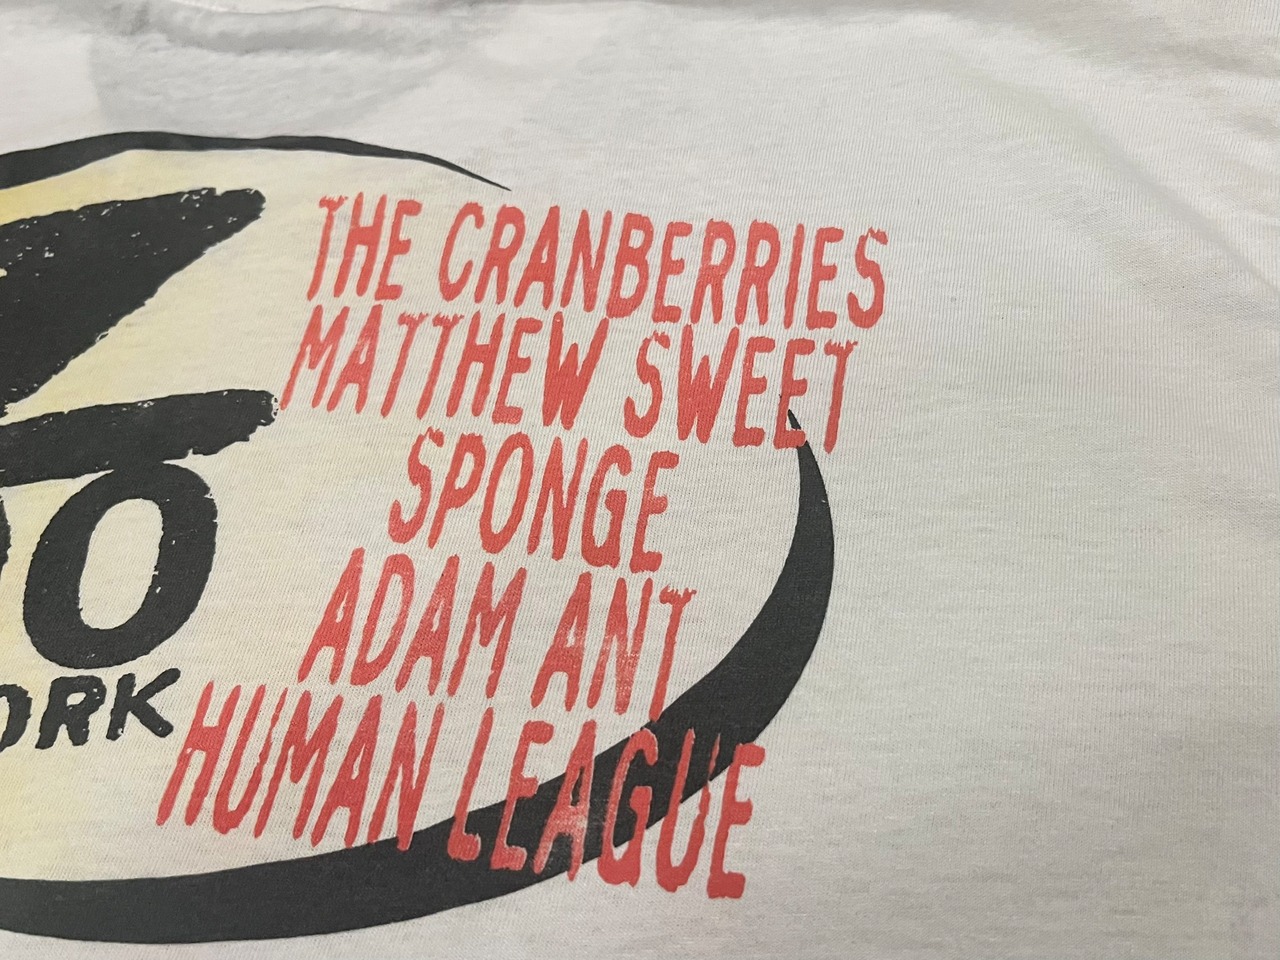 THE CRANBERRIES
MATTHEW SWEET
SPONGE
ADAM ANT
HUMAN LEAGUE